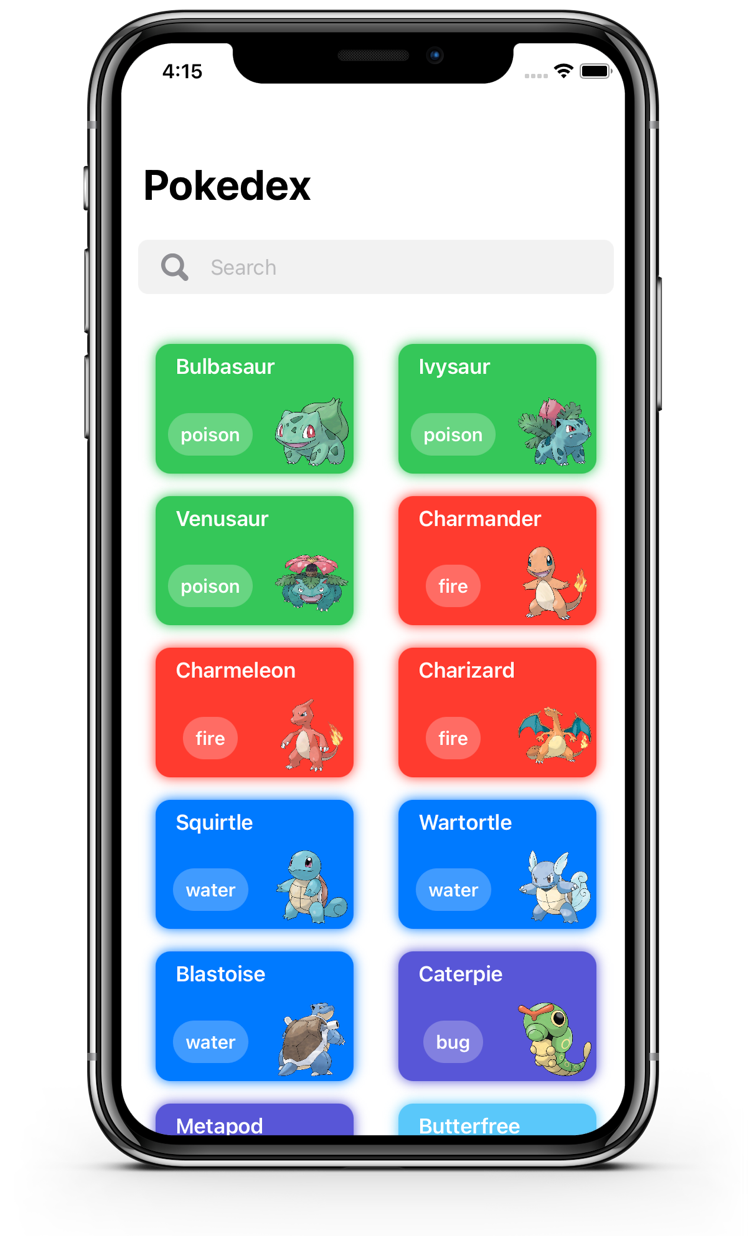 4:15
Pokedex
Search
Bulbasaur
poison
Ivysaur
poison
Venusaur
poison
Charmander
fire
Charmeleon
fire
Charizard
fire
Squirtle
water
Wartortle
water
Blastoise
water
Caterpie
bug
Metapod
Butterfree